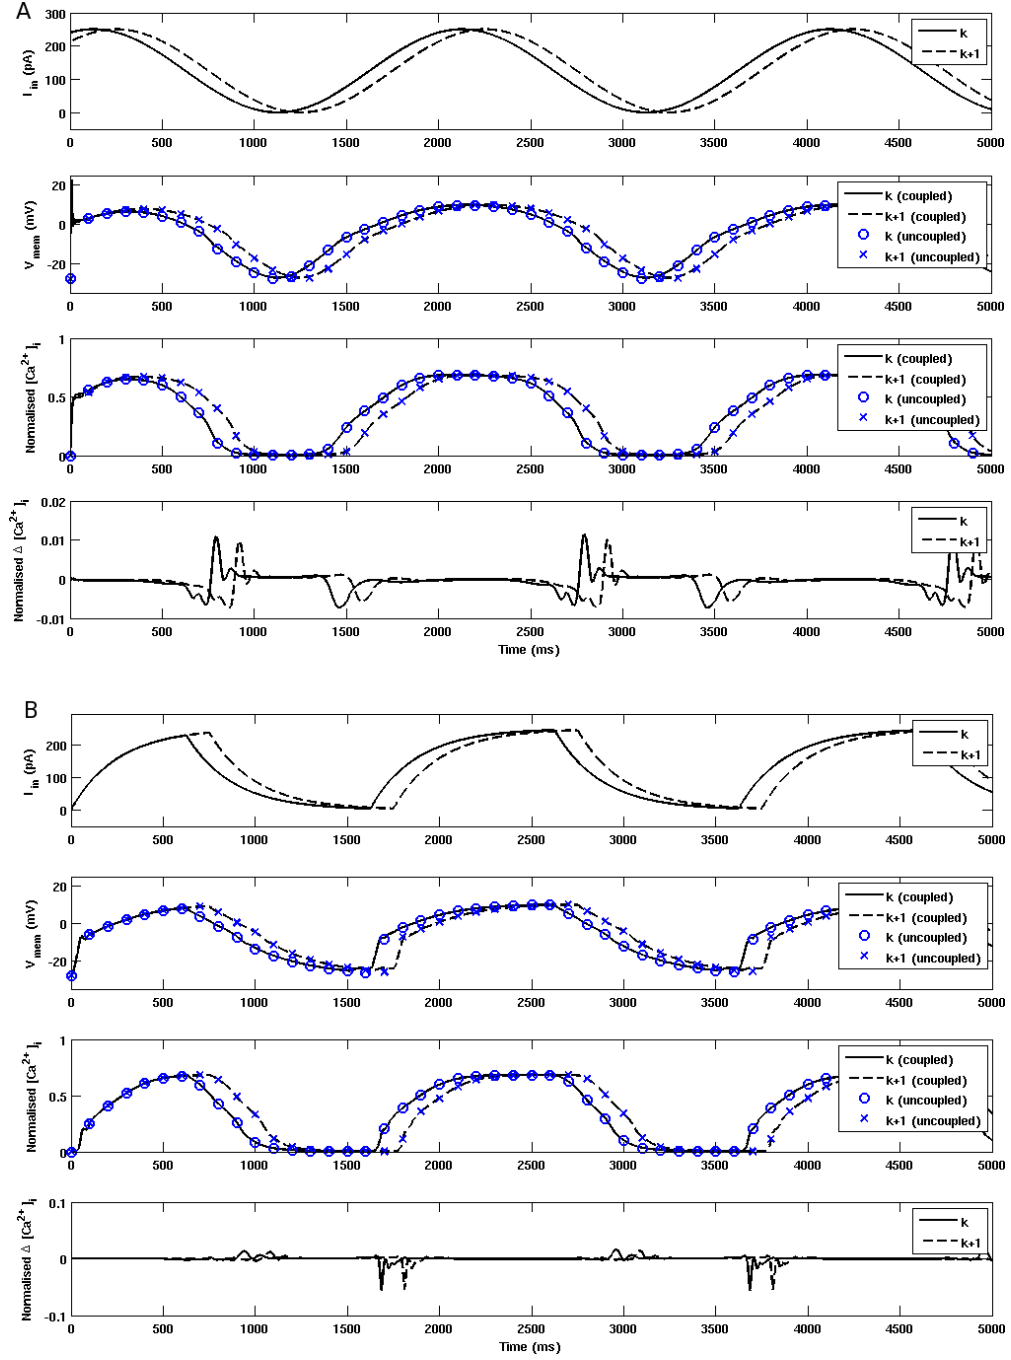 A
300
200
100
0
I in (pA)
k
k+1
0 500 1000 1500 2000 2500 3000 3500 4000 4500 5000
20
0
-20
V mem (mV)
k (coupled)
k+1 (coupled)
k (uncoupled)
k+1 (uncoupled)
0 500 1000 1500 2000 2500 3000 3500 4000 4500 5000
1
0.5
0
Normalised [Ca2+]i
k (coupled)
k+1 (coupled)
k (uncoupled)
k+1 (uncoupled)
0 500 1000 1500 2000 2500 3000 3500 4000 4500 5000
0.02
0.01
0
-0.01
Normalised Δ [Ca2+]i
k
k+1
0 500 1000 1500 2000 2500 3000 3500 4000 4500 5000
Time (ms)
B
200
100
0
I in (pA)
k
k+1
0 500 1000 1500 2000 2500 3000 3500 4000 4500 5000
20
0
-20
V mem (mV)
k (coupled)
k+1 (coupled)
k (uncoupled)
k+1 (uncoupled)
0 500 1000 1500 2000 2500 3000 3500 4000 4500 5000
1
0.5
0
Normalised [Ca2+]i
k (coupled)
k+1 (coupled)
k (uncoupled)
k+1 (uncoupled)
0 500 1000 1500 2000 2500 3000 3500 4000 4500 5000
0.1
0
-0.1
Normalised Δ [Ca2+]i
k
k+1
0 500 1000 1500 2000 2500 3000 3500 4000 4500 5000
Time (ms)